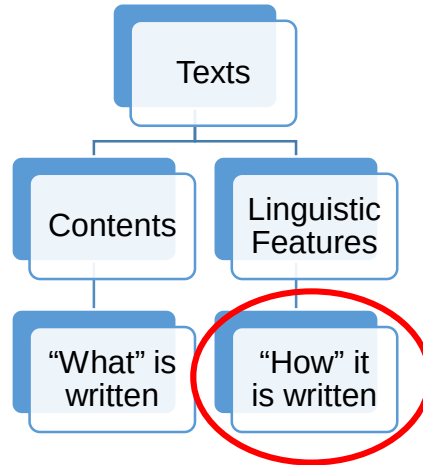 Texts
Contents
Linguistic
Features
“What” is
written
“How” it
is written